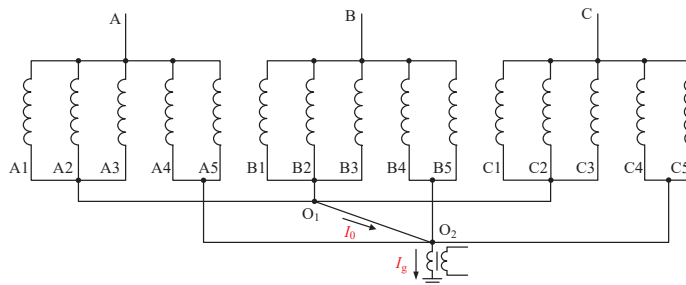 A B C
A1 A2 A3 A4 A5 B1 B2 B3 B4 B5 C1 C2 C3 C4 C5
O1 I0 O2
Ig